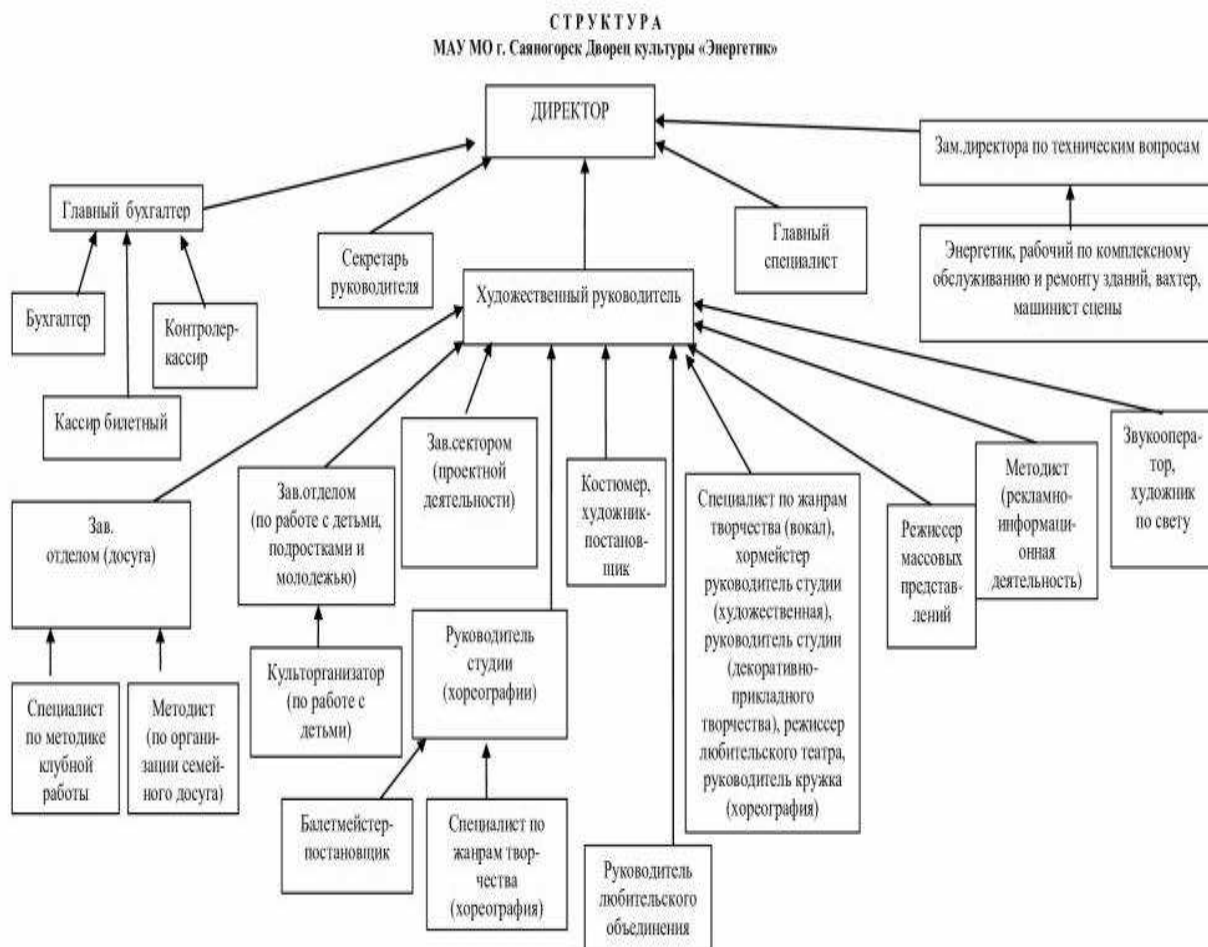 СТРУКТУРА
МАУ МО г. Саяногорск Дворец культуры «Энергетик»
ДИРЕКТОР
Зам.директора по техническим вопросам
Главный бухгалтер
Секретарь
руководителя
Главный
специалист
Энергетик, рабочий по комплексному
обслуживанию и ремонту зданий, вахтер,
машинист сцены
Художественный руководитель
Бухгалтер
Контролер-
кассир
Кассир билетный
Зав.
отделом (досуга)
Зав.отделом
(по работе с детьми,
подростками и
молодежью)
Зав.сектором
(проектной
деятельности)
Костюмер,
художник-
постанов-
щик
Специалист по жанрам
творчества (вокал),
хормейстер
руководитель студии
(художественная),
руководитель студии
(декоративно-
прикладного
творчества), режиссер
любительского театра,
руководитель кружка
(хореография)
Режиссер
массовых
представ-
лений
Методист
(рекламно-
информаци-
онная
деятельность)
Звукоопера-
тор,
художник
по свету
Специалист
по методике
клубной
работы
Методист
(по органи-
зации семей-
ного досуга)
Культорганизатор
(по работе с
детьми)
Руководитель
студии
(хореографии)
Балетмейстер-
постановщик
Специалист по
жанрам твор-
чества
(хореография)
Руководитель
любительского
объединения